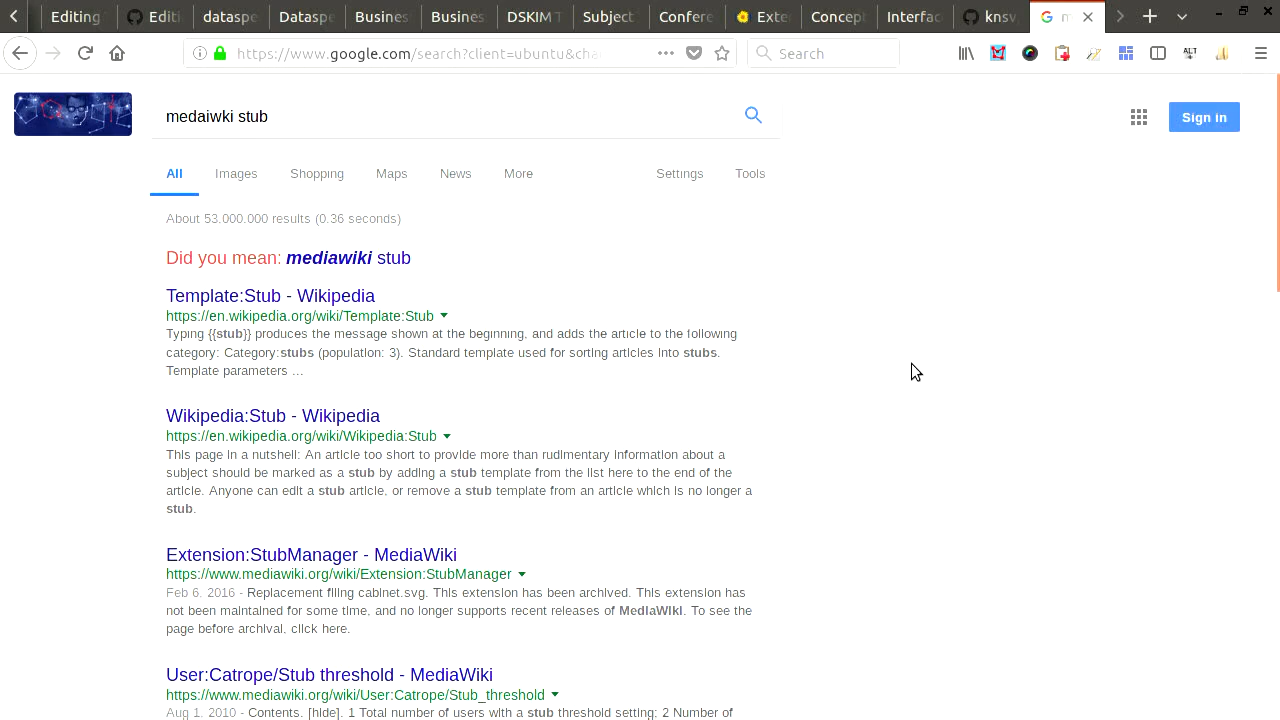 Editing
Editi
dataspe
Dataspe
Busines
Busines
DSKIM T
Subject
Confere
Exte
Concept
Interfac
knsv
https://www.google.com/search?client=ubuntu&cha
Search
ALT
medaiwki stub
Sign in
All Images Shopping Maps News More Settings Tools
About 53.000.000 results (0.36 seconds)
Did you mean: mediawiki stub
Template:Stub - Wikipedia
https://en.wikipedia.org/wiki/Template:Stub
Typing {{stub}} produces the message shown at the beginning, and adds the article to the following
category: Category:stubs (population: 3). Standard template used for sorting articles into stubs.
Template parameters ...
Wikipedia:Stub - Wikipedia
https://en.wikipedia.org/wiki/Wikipedia:Stub
This page in a nutshell: An article too short to provide more than rudimentary information about a
subject should be marked as a stub by adding a stub template from the list here to the end of the
article. Anyone can edit a stub article, or remove a stub template from an article which is no longer a
stub.
Extension:StubManager - MediaWiki
https://www.mediawiki.org/wiki/Extension:StubManager
Feb 6. 2016 - Replacement filing cabinet.svg. This extension has been archived. This extension has
not been maintained for some time, and no longer supports recent releases of MediaWiki. To see the
page before archival, click here.
User:Catrope/Stub threshold - MediaWiki
https://www.mediawiki.org/wiki/User:Catrope/Stub_threshold
Aug 1. 2010 - Contents. [hide]. 1 Total number of users with a stub threshold setting; 2 Number of